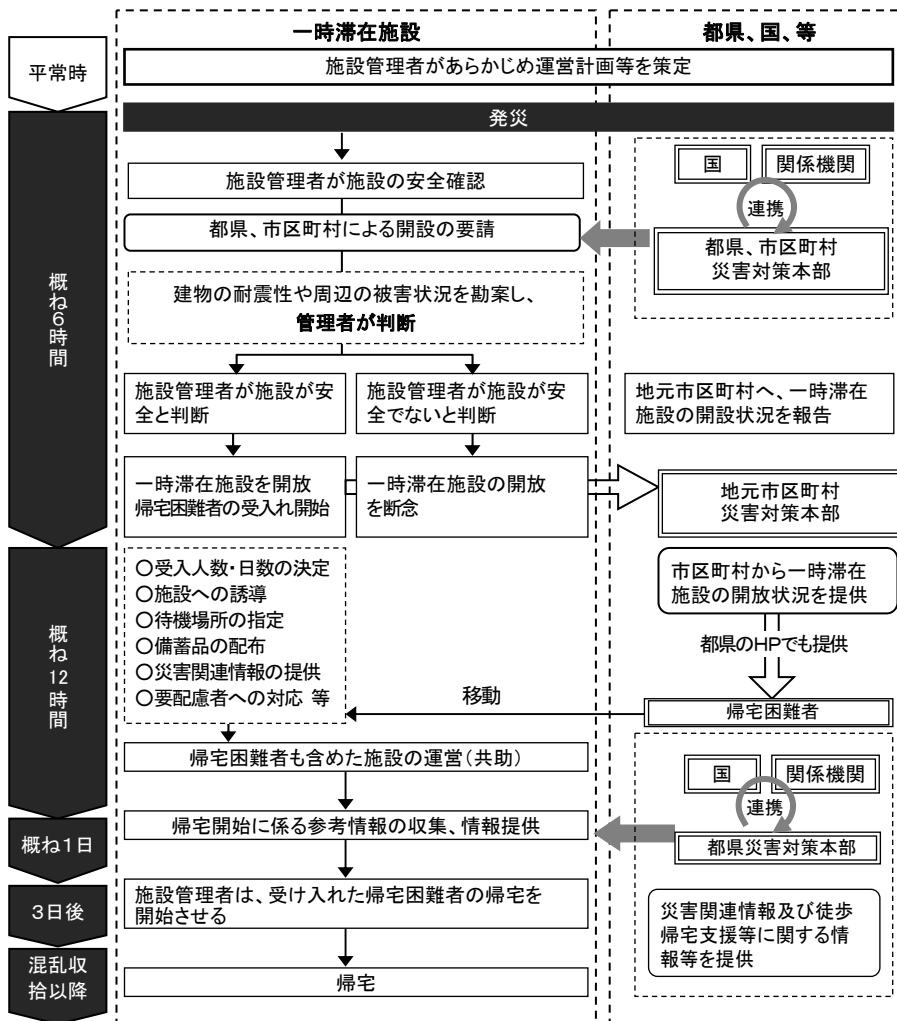 一時滞在施設
都県、国、等
平常時
施設管理者があらかじめ運営計画等を策定
発災
概ね6時間
施設管理者が施設の安全確認
国
関係機関
連携
都県、市区町村
災害対策本部
都県、市区町村による開設の要請
建物の耐震性や周辺の被害状況を勘案し、
管理者が判断
施設管理者が施設が安
全と判断
施設管理者が施設が安
全でないと判断
地元市区町村へ、一時滞在
施設の開設状況を報告
一時滞在施設を開放
帰宅困難者の受入れ開始
一時滞在施設の開放
を断念
地元市区町村
災害対策本部
概ね12時間
○受入人数・日数の決定
○施設への誘導
○待機場所の指定
○備蓄品の配布
○災害関連情報の提供
○要配慮者への対応 等
市区町村から一時滞在
施設の開放状況を提供
都県のHPでも提供
移動
帰宅困難者
帰宅困難者も含めた施設の運営(共助)
国
関係機関
連携
都県災害対策本部
概ね1日
帰宅開始に係る参考情報の収集、情報提供
3日後
施設管理者は、受け入れた帰宅困難者の帰宅を
開始させる
災害関連情報及び徒歩
帰宅支援等に関する情
報等を提供
混乱収
拾以降
帰宅